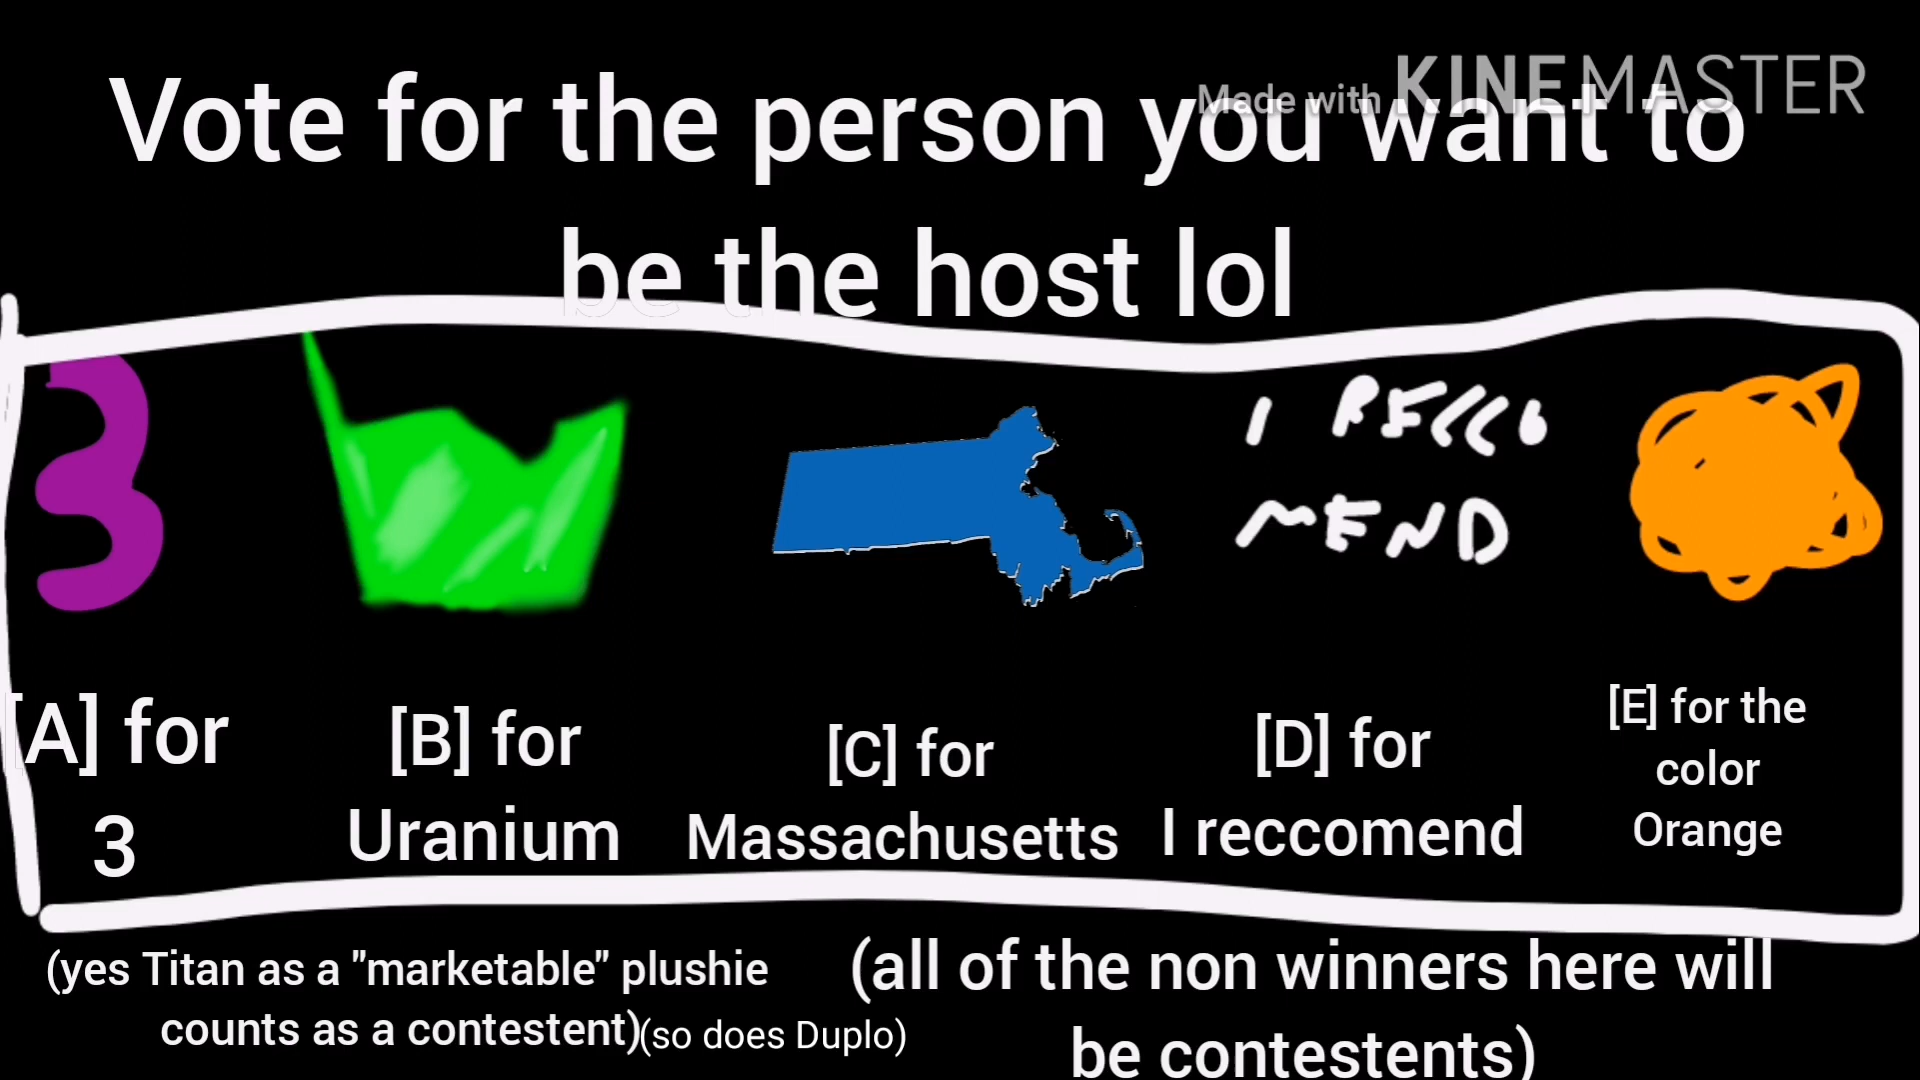 Made with KINEMASTER
Vote for the person you want to
be the host lol
3
I RECCO
MEND
[A] for
3
[B] for
Uranium
[C] for
Massachusetts
[D] for
I reccomend
[E] for the
color
Orange
(yes Titan as a "marketable" plushie
counts as a contestent)(so does Duplo)
(all of the non winners here will
be contestents)